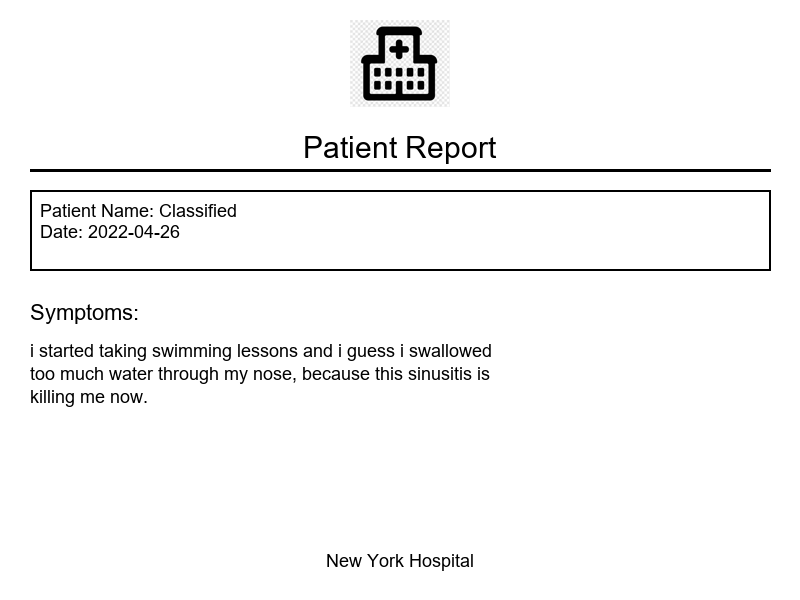 Patient Report
Patient Name: Classified
Date: 2022-04-26
Symptoms:
i started taking swimming lessons and i guess i swallowed
too much water through my nose, because this sinusitis is
killing me now.
New York Hospital